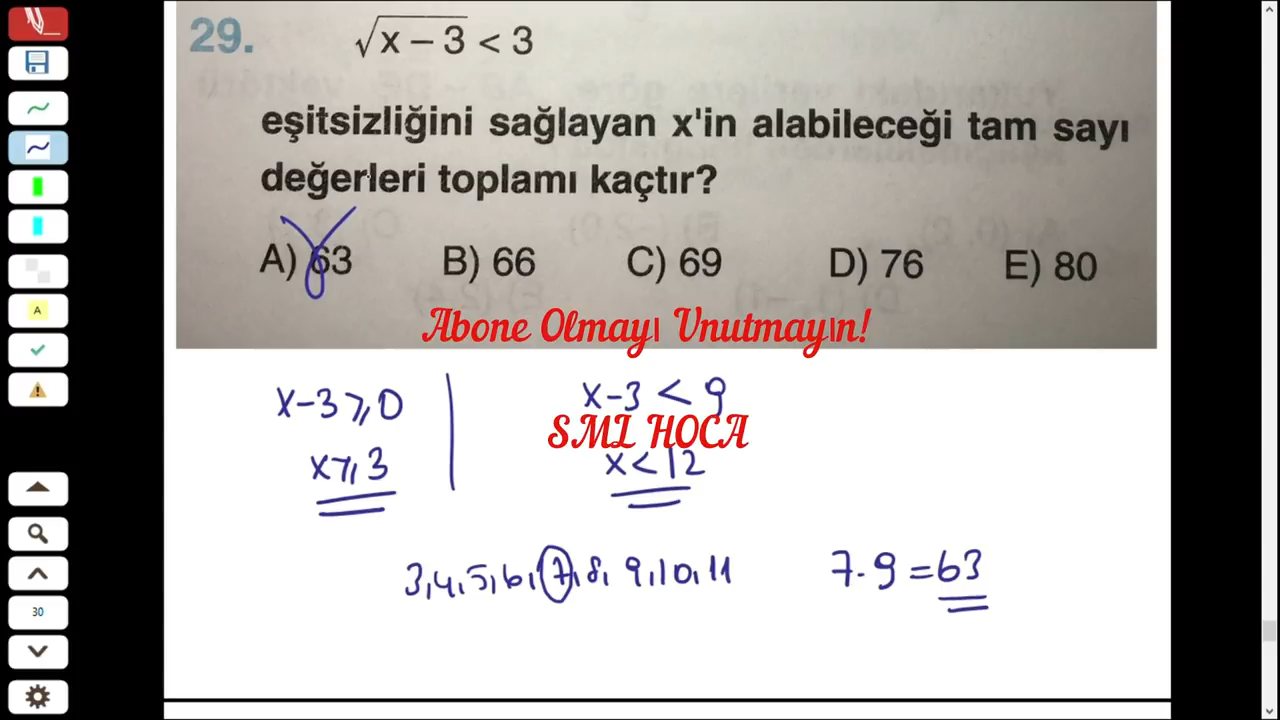 29. √x – 3 < 3
eşitsizliğini sağlayan x'in alabileceği tam sayı
değerleri toplamı kaçtır?
A) 63 B) 66 C) 69 D) 76 E) 80
Abone Olmayı Unutmayın!
x-3≥0 x-3 < 9
SML HOCA
x≥3 x<12
3,4,5,6,7,8,9,10,11 7·9=63
A
30